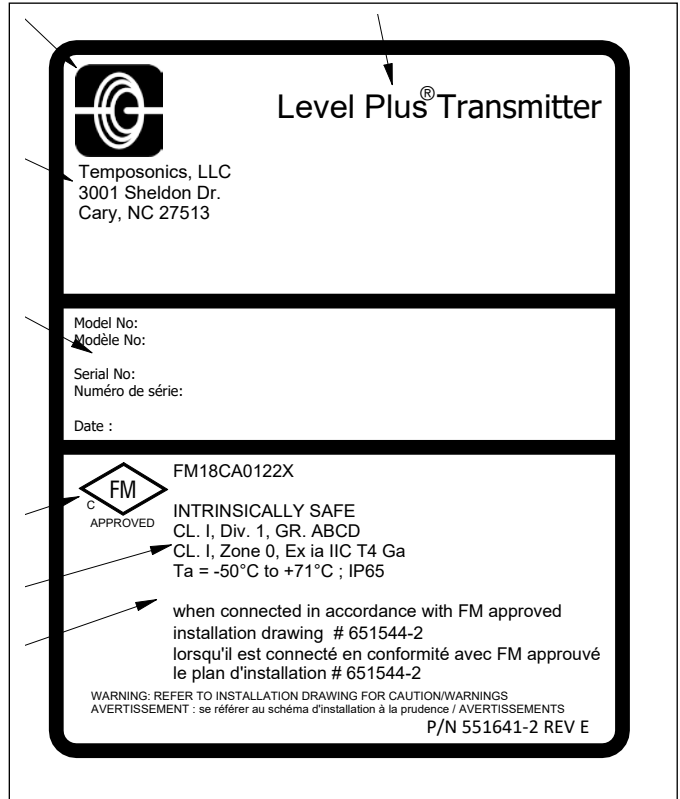 Level Plus® Transmitter
Temposonics, LLC
3001 Sheldon Dr.
Cary, NC 27513
Model No:
Modèle No:
Serial No:
Numéro de série:
Date :
FM
C
APPROVED
FM18CA0122X
INTRINSICALLY SAFE
CL. I, Div. 1, GR. ABCD
CL. I, Zone 0, Ex ia IIC T4 Ga
Ta = -50°C to +71°C ; IP65
when connected in accordance with FM approved
installation drawing # 651544-2
lorsqu'il est connecté en conformité avec FM approuvé
le plan d'installation # 651544-2
WARNING: REFER TO INSTALLATION DRAWING FOR CAUTION/WARNINGS
AVERTISSEMENT : se référer au schéma d'installation à la prudence / AVERTISSEMENTS
P/N 551641-2 REV E